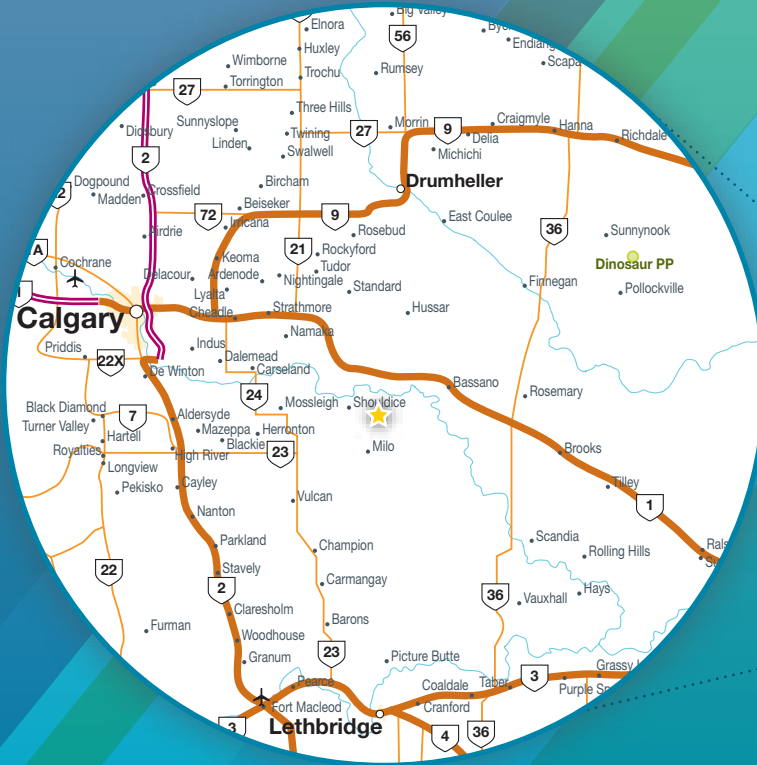 Elnora
Big Valley
56
Endiang
Huxley
Wimborne
Scapa
Trochu
Rumsey
27
Torrington
Three Hills
Sunnyslope
Digsbury
Twining
27
Morrin
9
Craigmyle
Hanna
Delia
Richdale
Linden
2
Swalwell
Michichi
Dogpound
Bircham
Drumheller
Madden
Crossfield
Beiseker
72
9
East Coulee
Irricana
Airdrie
Rosebud
36
Sunnynook
21
Rockyford
Keoma
Cochrane
Tudor
Dinosaur PP
Delacour
Ardenode
Nightingale
Finnegan
Standard
Pollockville
Lyalta
Calgary
Cheadle
Strathmore
Hussar
Namaka
Priddis
Indus
22X
Dalemead
De Winton
Carseland
Bassano
24
Rosemary
Black Diamond
7
Mossleigh
Shouldice
Turner Valley
Aldersyde
Mazeppa
Herronton
Hartell
Blackie
Royalties
High River
23
Milo
Brooks
Longview
Pekisko
Cayley
Tilley
Vulcan
1
Nanton
Parkland
Champion
Scandia
Rolling Hills
22
Stavely
2
Carmangay
36
Hays
Vauxhall
Claresholm
Barons
Furman
Woodhouse
23
Granum
Picture Butte
Pearce
3
Grassy
Coaldale
Taber
Fort Macleod
Cranford
3
Lethbridge
4
36